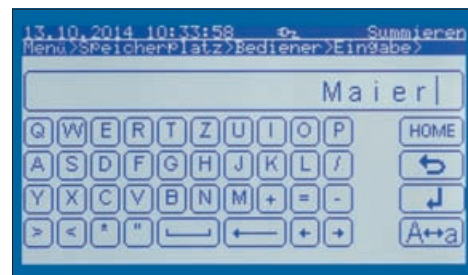 13.10.2014 10:33:58 Summieren
Menü>Speicherplatz>Bediener>Eingabe>
Maier
Q W E R T Z U I O P HOME
A S D F G H J K L /
Y X C V B N M + = -
> < * " A↔a